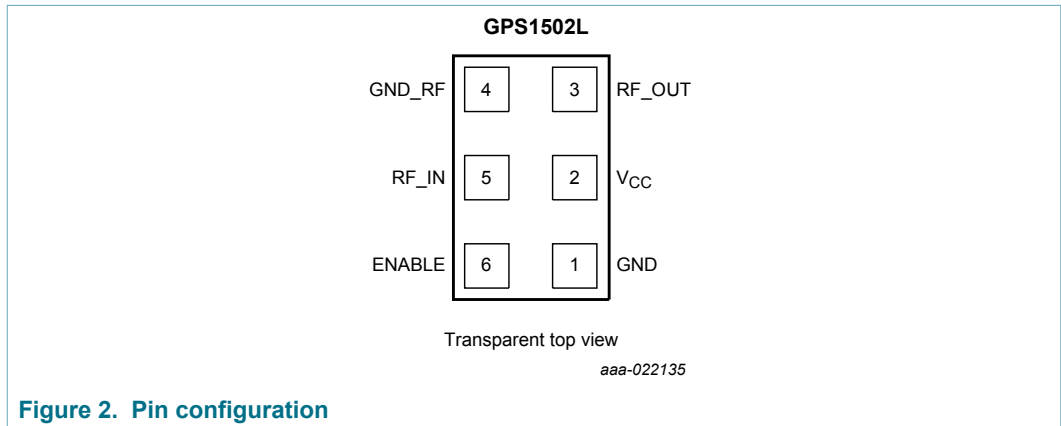 GPS1502L
GND_RF 4 3 RF_OUT
RF_IN 5 2 VCC
ENABLE 6 1 GND
Transparent top view
aaa-022135
Figure 2. Pin configuration